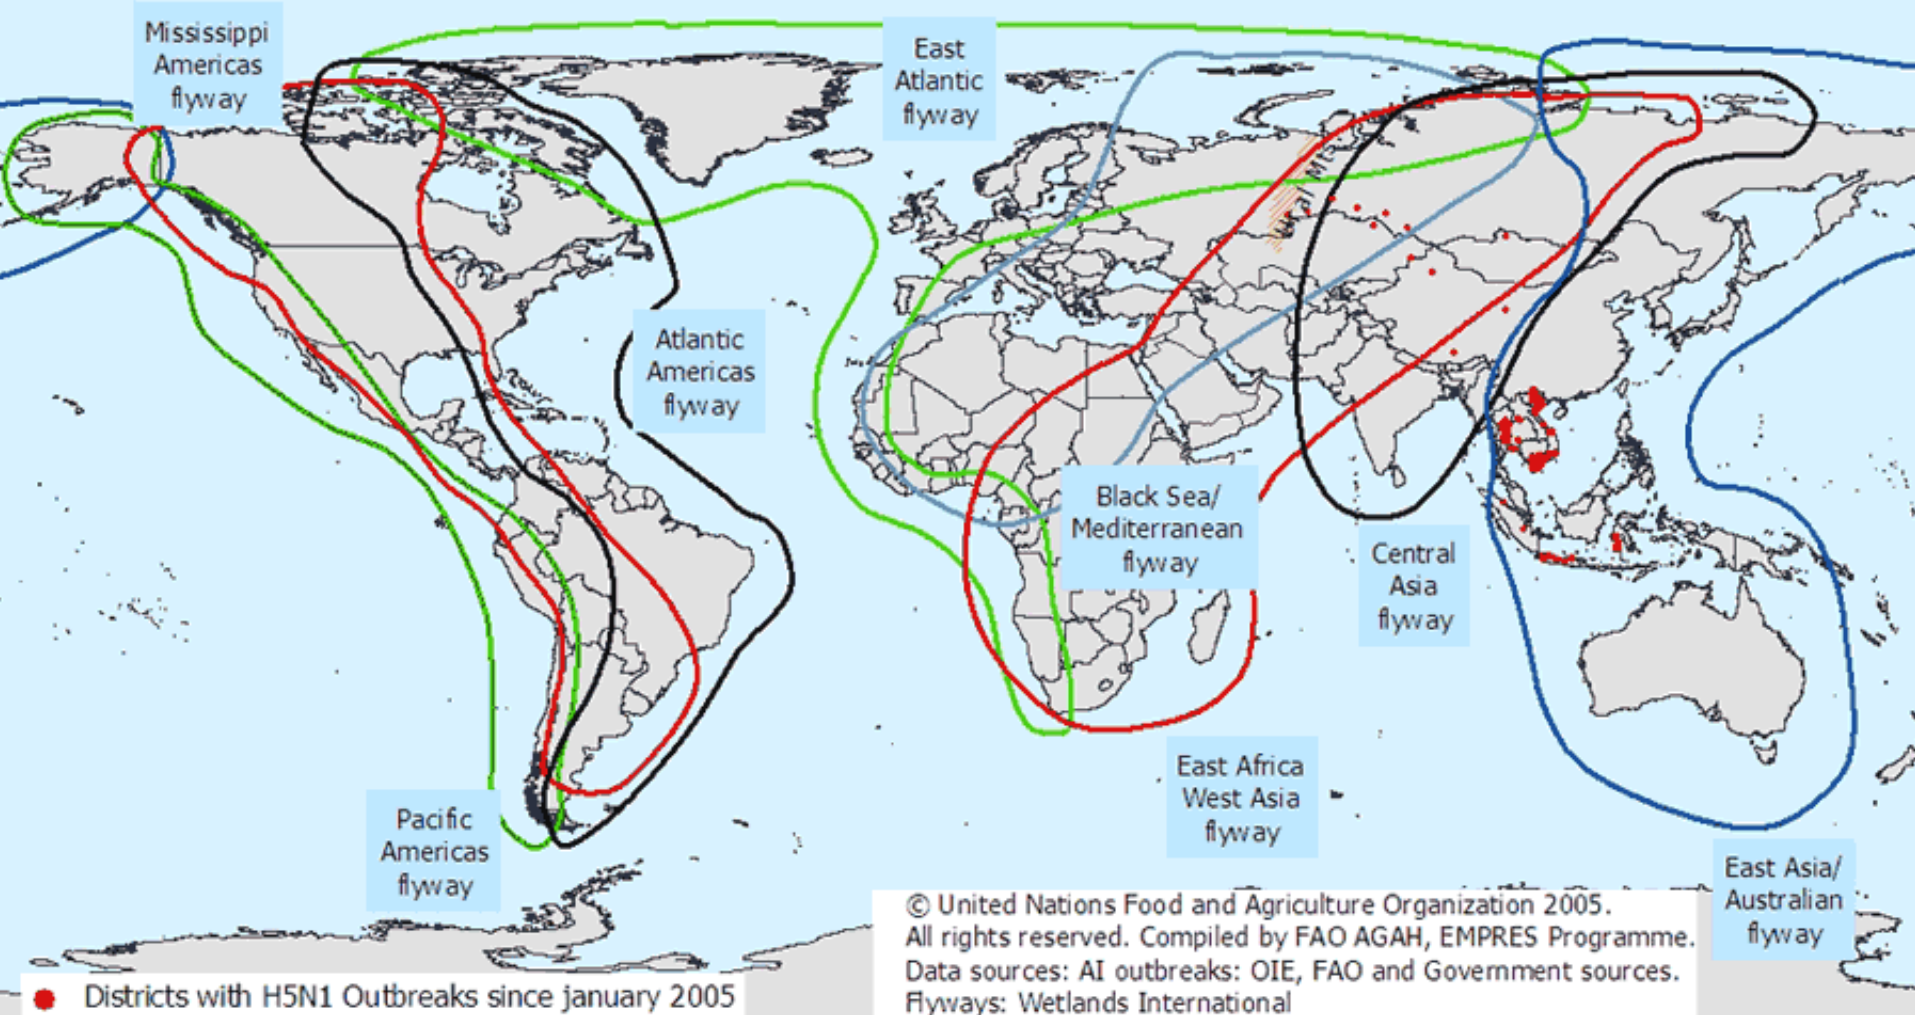 Mississippi
Americas
flyway
East
Atlantic
flyway
Ural Mt
Atlantic
Americas
flyway
Black Sea/
Mediterranean
flyway
Central
Asia
flyway
East Africa
West Asia
flyway
Pacific
Americas
flyway
East Asia/
Australian
flyway
© United Nations Food and Agriculture Organization 2005.
All rights reserved. Compiled by FAO AGAH, EMPRES Programme.
Data sources: AI outbreaks: OIE, FAO and Government sources.
Flyways: Wetlands International
Districts with H5N1 Outbreaks since january 2005